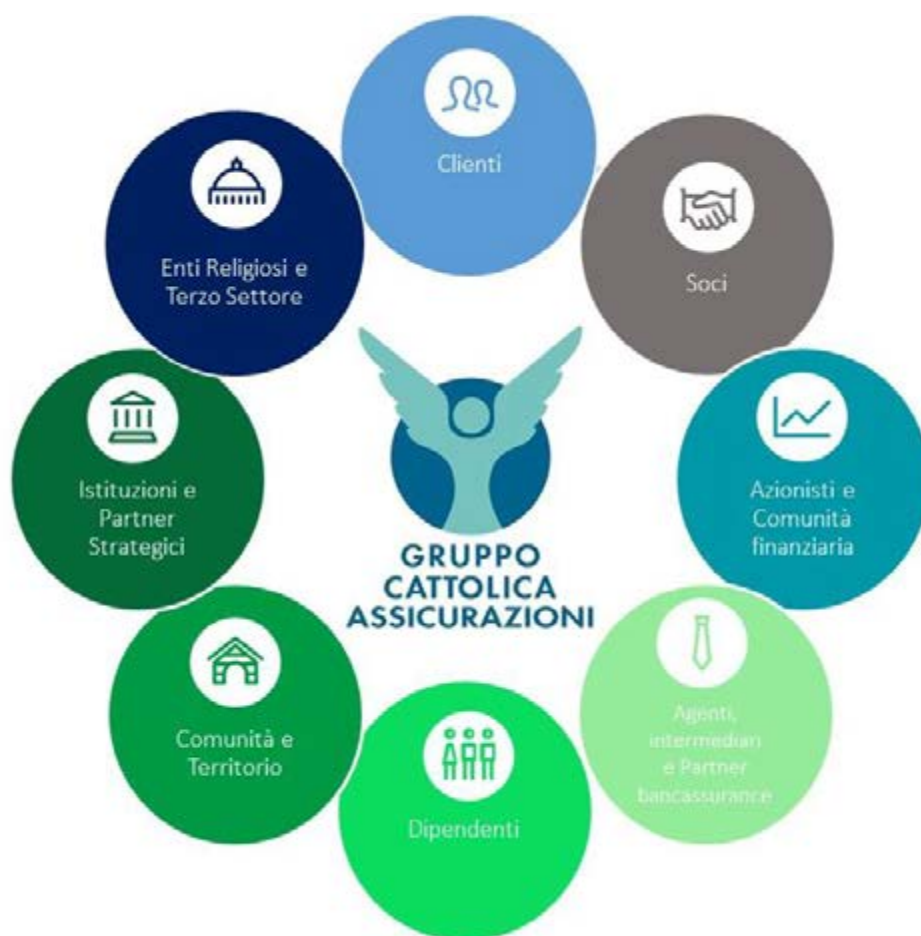 Clienti
Soci
Azionisti e
Comunità
finanziaria
Agenti,
intermediari
e Partner
bancassurance
Dipendenti
Comunità e
Territorio
Istituzioni e
Partner
Strategici
Enti Religiosi e
Terzo Settore
GRUPPO
CATTOLICA
ASSICURAZIONI